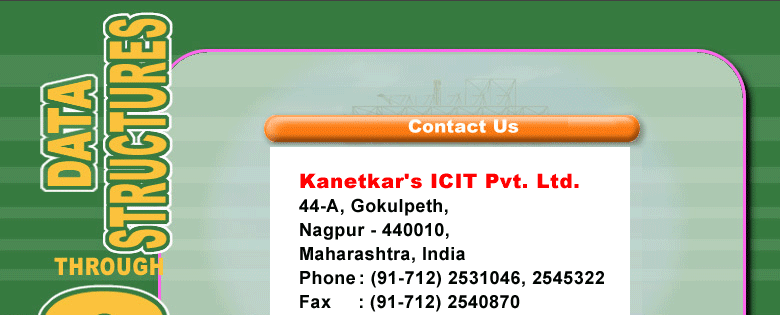 DATA
STRUCTURES
THROUGH
Contact Us
Kanetkar's ICIT Pvt. Ltd.
44-A, Gokulpeth,
Nagpur - 440010,
Maharashtra, India
Phone : (91-712) 2531046, 2545322
Fax : (91-712) 2540870